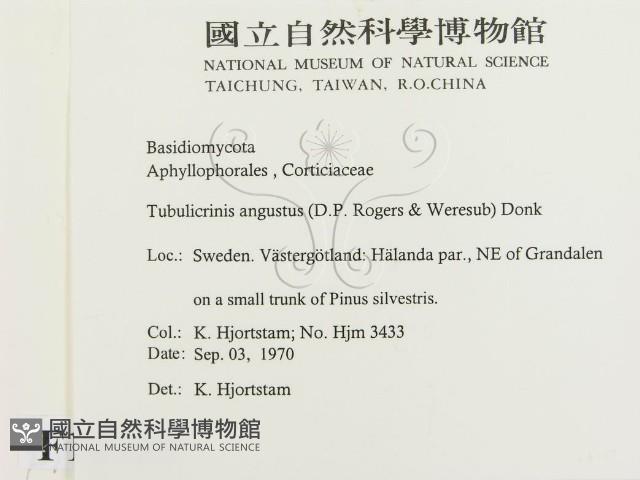 國立自然科學博物館
NATIONAL MUSEUM OF NATURAL SCIENCE
TAICHUNG, TAIWAN, R.O.CHINA
Basidiomycota
Aphyllophorales , Corticiaceae
Tubulicrinis angustus (D.P. Rogers & Weresub) Donk
Loc.: Sweden. Västergötland: Hälanda par., NE of Grandalen
on a small trunk of Pinus silvestris.
Col.: K. Hjortstam; No. Hjm 3433
Date: Sep. 03, 1970
Det.: K. Hjortstam
國立自然科學博物館
NATIONAL MUSEUM OF NATURAL SCIENCE
F